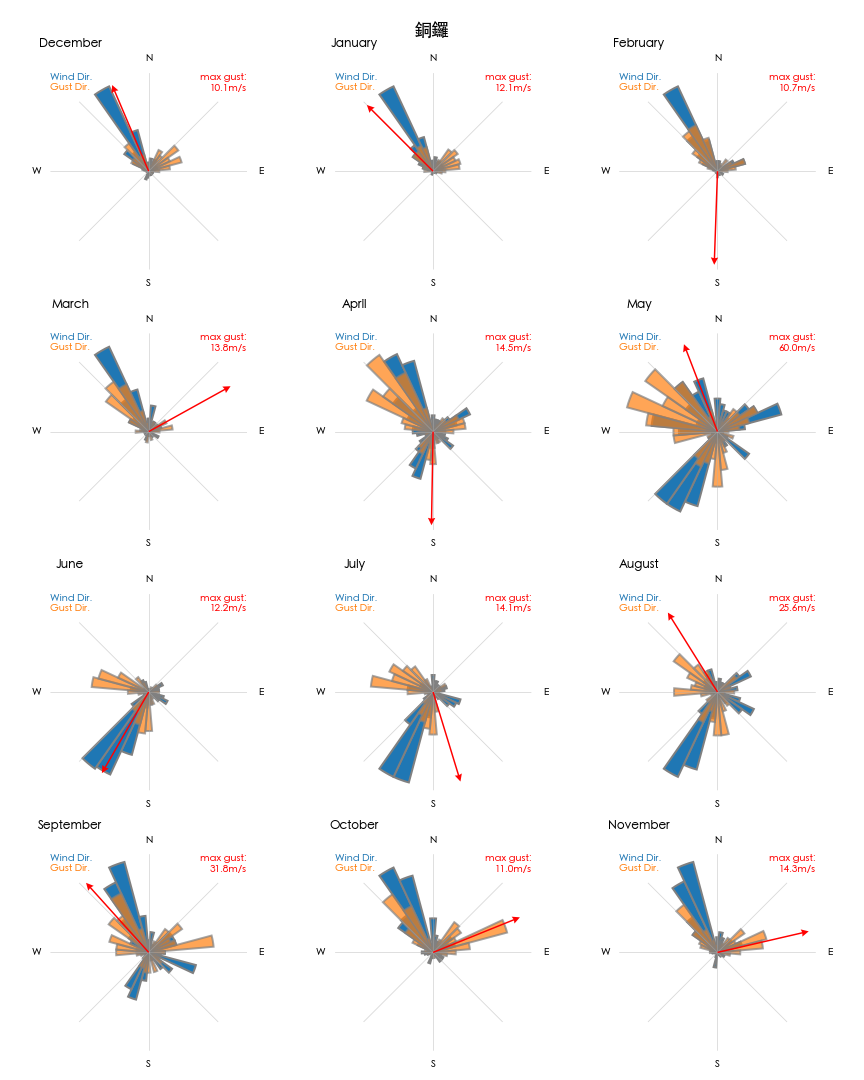 銅鑼
December
N
Wind Dir.
Gust Dir.
max gust:
10.1m/s
W
E
S
January
N
Wind Dir.
Gust Dir.
max gust:
12.1m/s
W
E
S
February
N
Wind Dir.
Gust Dir.
max gust:
10.7m/s
W
E
S
March
N
Wind Dir.
Gust Dir.
max gust:
13.8m/s
W
E
S
April
N
Wind Dir.
Gust Dir.
max gust:
14.5m/s
W
E
S
May
N
Wind Dir.
Gust Dir.
max gust:
60.0m/s
W
E
S
June
N
Wind Dir.
Gust Dir.
max gust:
12.2m/s
W
E
S
July
N
Wind Dir.
Gust Dir.
max gust:
14.1m/s
W
E
S
August
N
Wind Dir.
Gust Dir.
max gust:
25.6m/s
W
E
S
September
N
Wind Dir.
Gust Dir.
max gust:
31.8m/s
W
E
S
October
N
Wind Dir.
Gust Dir.
max gust:
11.0m/s
W
E
S
November
N
Wind Dir.
Gust Dir.
max gust:
14.3m/s
W
E
S